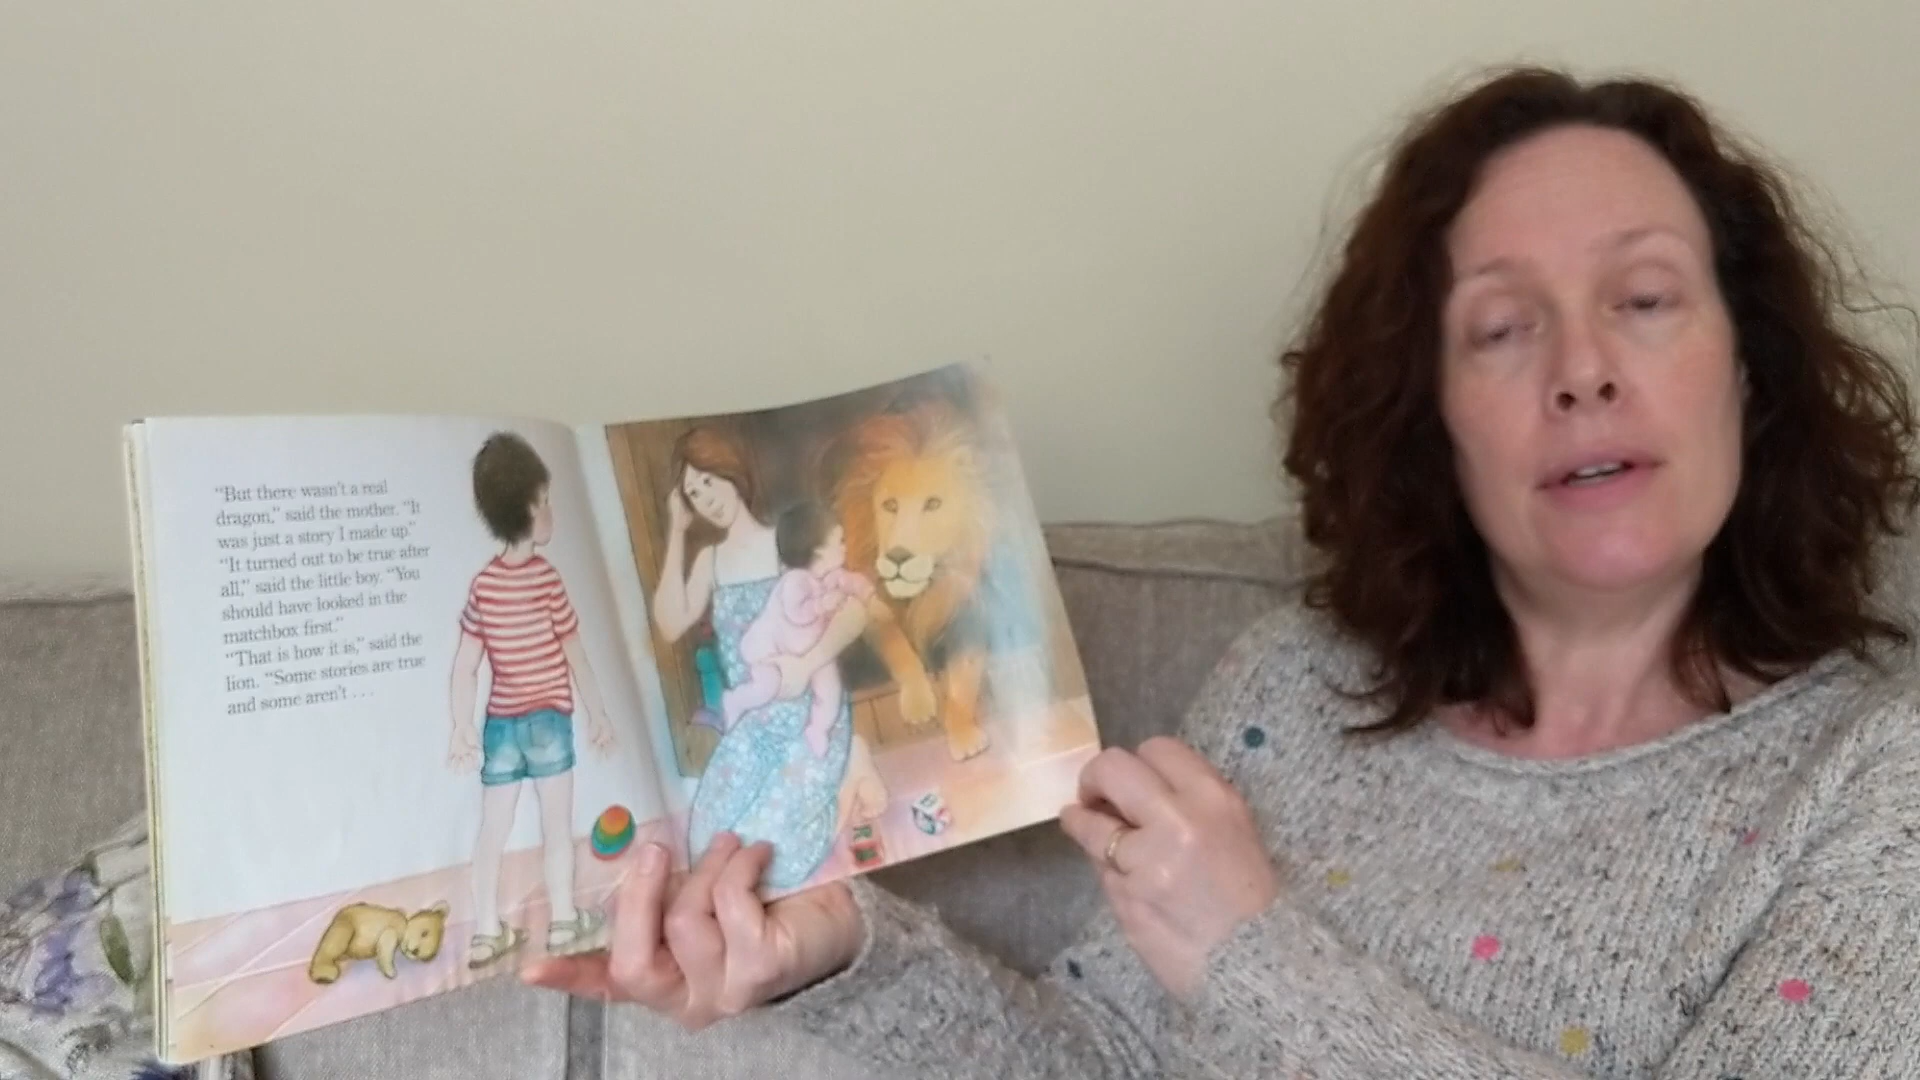 “But there wasn’t a real
dragon,” said the mother. “It
was just a story I made up.”
“It turned out to be true after
all,” said the little boy. “You
should have looked in the
matchbox first.”
“That is how it is,” said the
lion. “Some stories are true
and some aren’t . . .